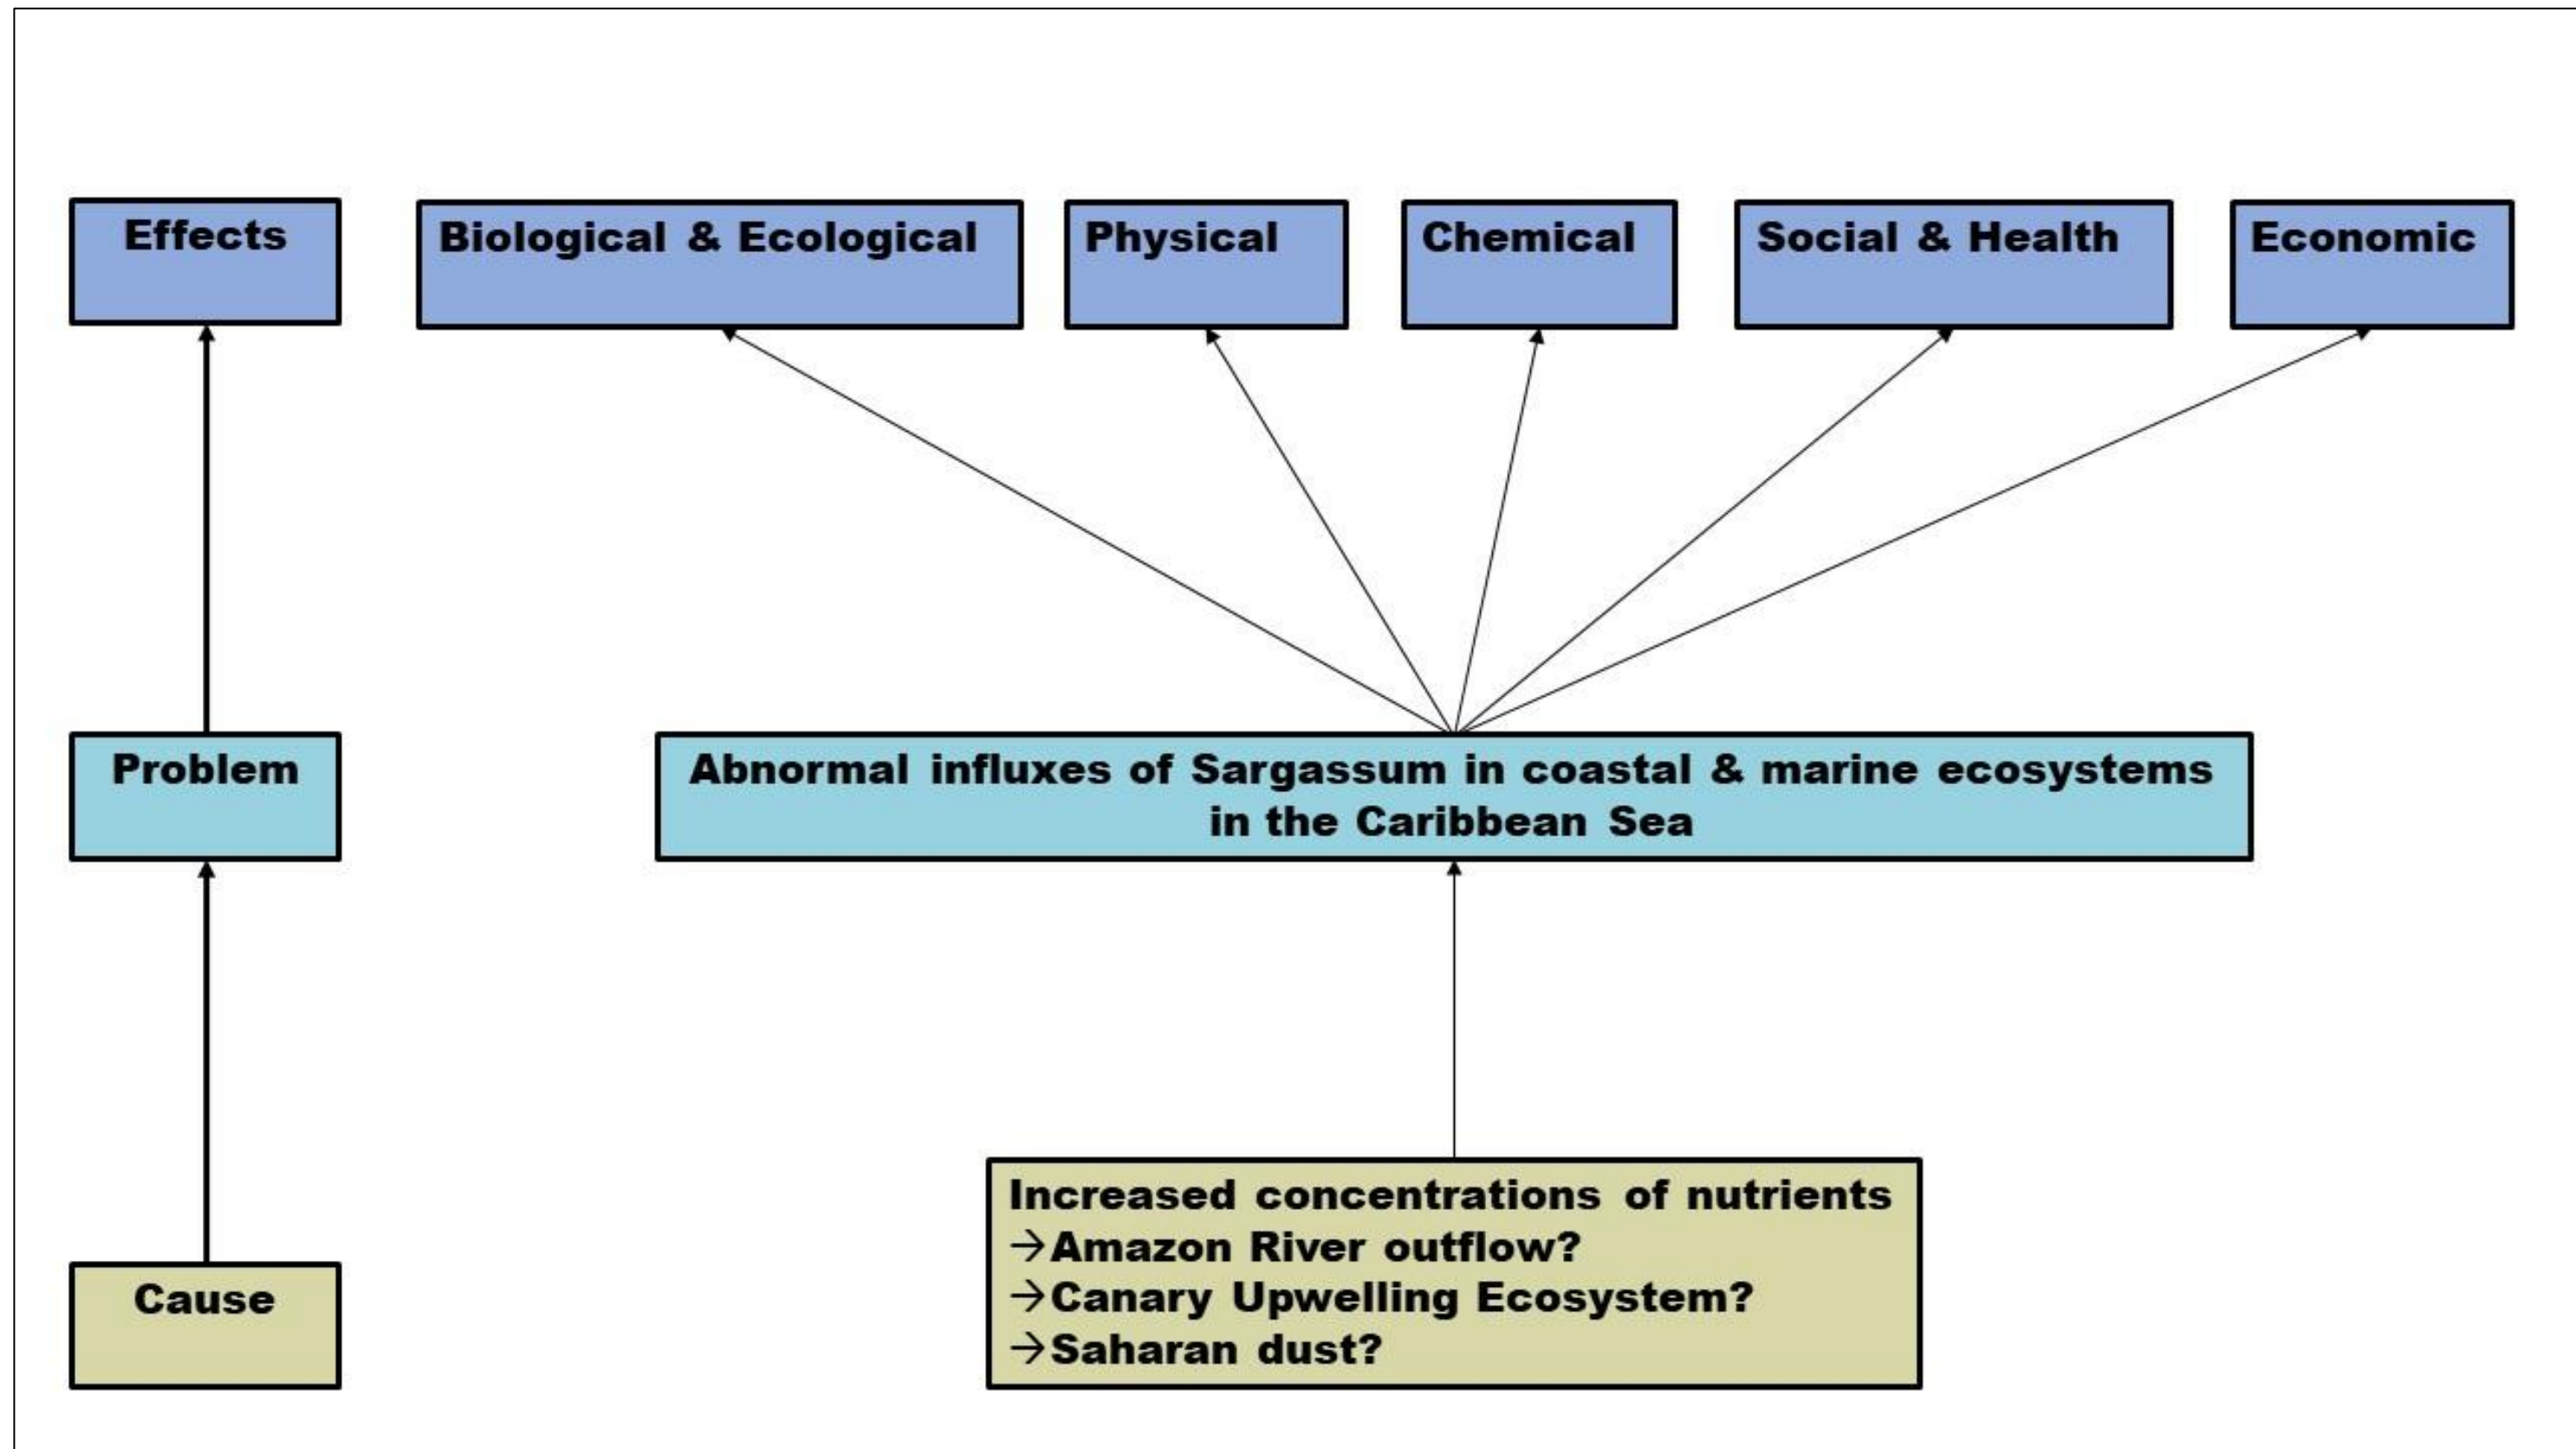 Effects
Biological & Ecological
Physical
Chemical
Social & Health
Economic
Problem
Abnormal influxes of Sargassum in coastal & marine ecosystems
in the Caribbean Sea
Cause
Increased concentrations of nutrients
→Amazon River outflow?
→Canary Upwelling Ecosystem?
→Saharan dust?